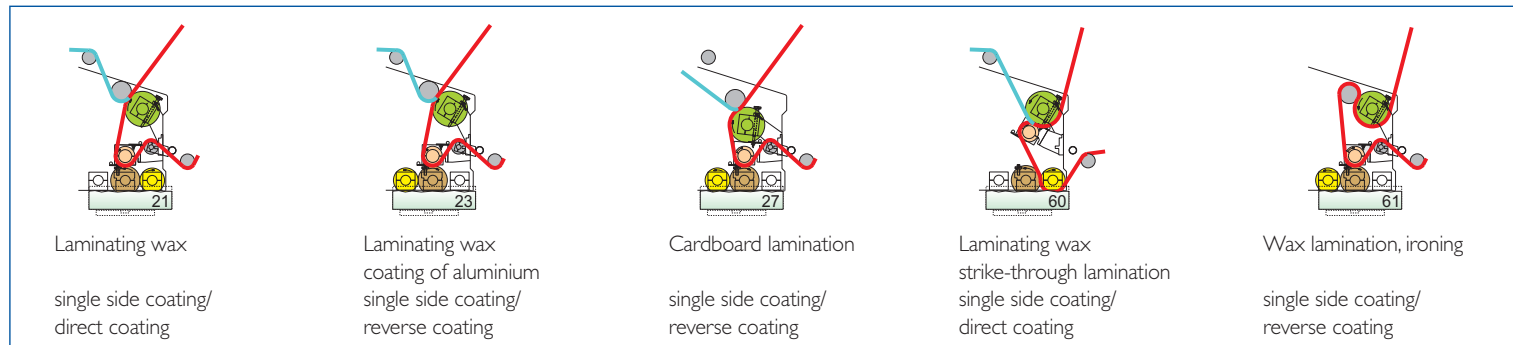 21
23
27
60
61
Laminating wax
single side coating/
direct coating
Laminating wax
coating of aluminium
single side coating/
reverse coating
Cardboard lamination
single side coating/
reverse coating
Laminating wax
strike-through lamination
single side coating/
direct coating
Wax lamination, ironing
single side coating/
reverse coating